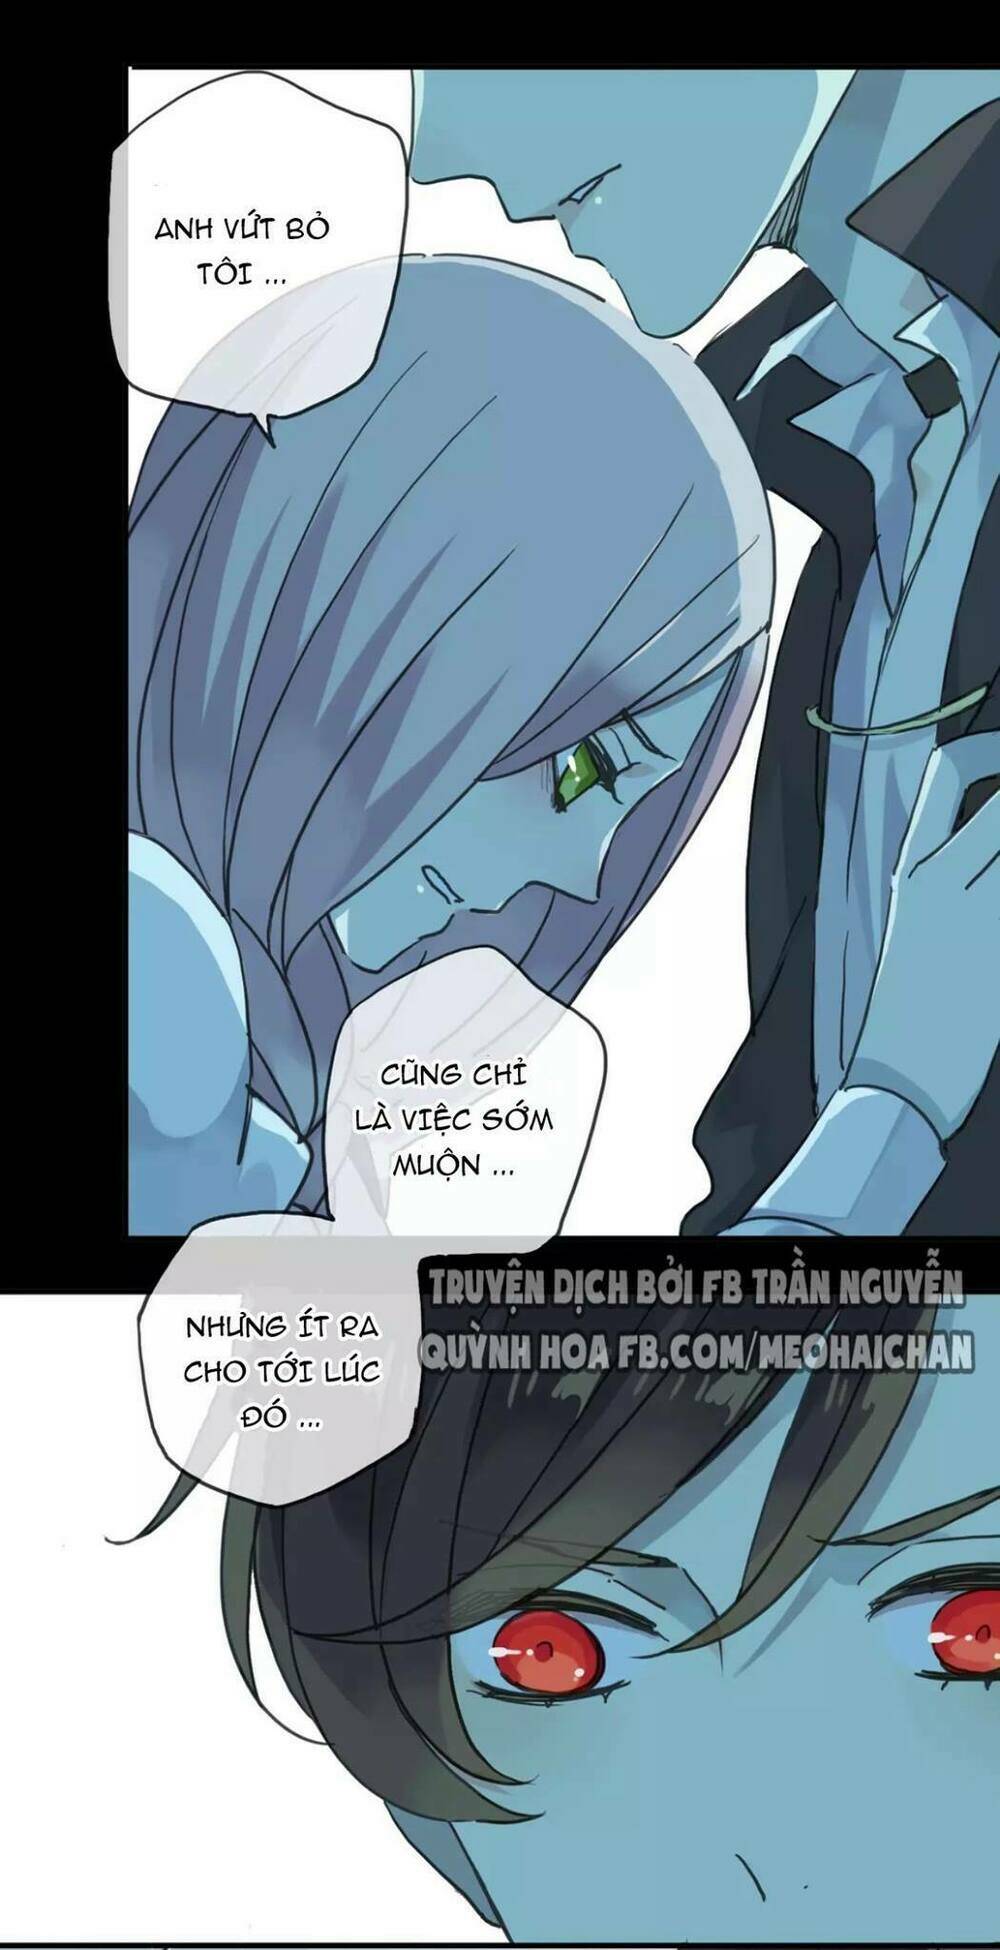 ANH VỨT BỎ
TÔI ...
CŨNG CHỈ
LÀ VIỆC SỚM
MUỘN ...
TRUYỆN DỊCH BỞI FB TRẦN NGUYỄN
QUỲNH HOA FB.COM/MEOHAICHAN
NHƯNG ÍT RA
CHO TỚI LÚC
ĐÓ ...